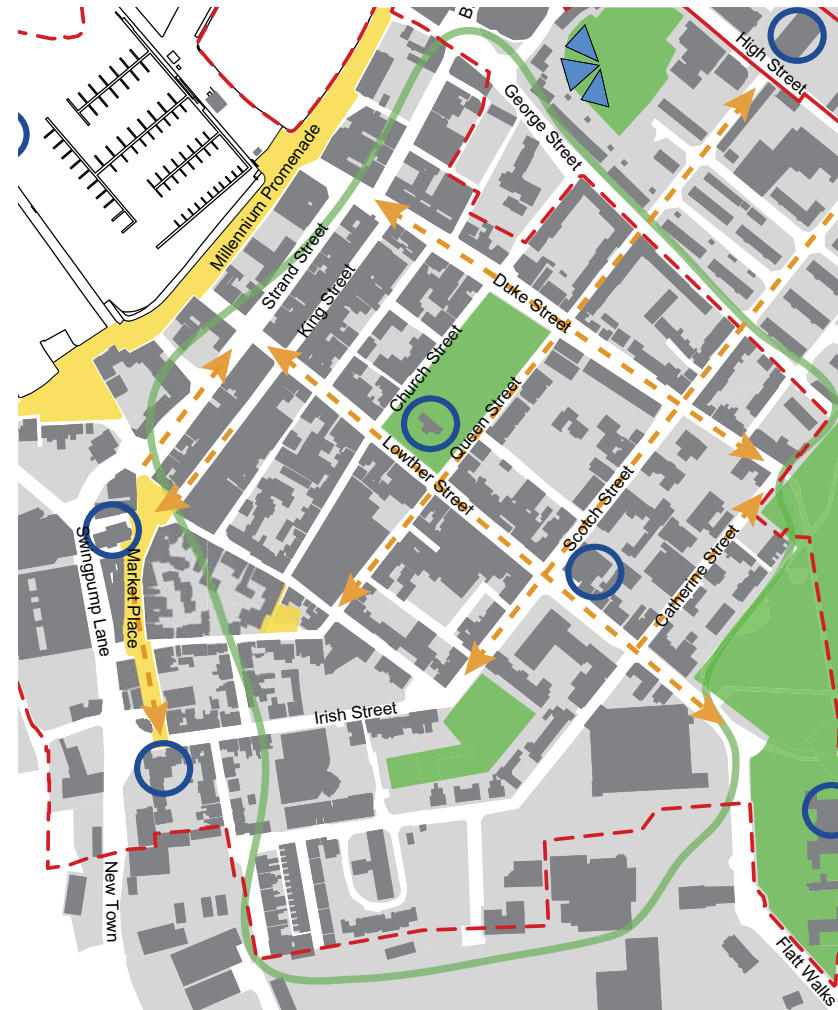 B
High Street
George Street
Millennium Promenade
Strand Street
King Street
Duke Street
Church Street
Queen Street
Lowther Street
Scotch Street
Catherine Street
Swingpump Lane
Market Place
Irish Street
New Town
Flatt Walks